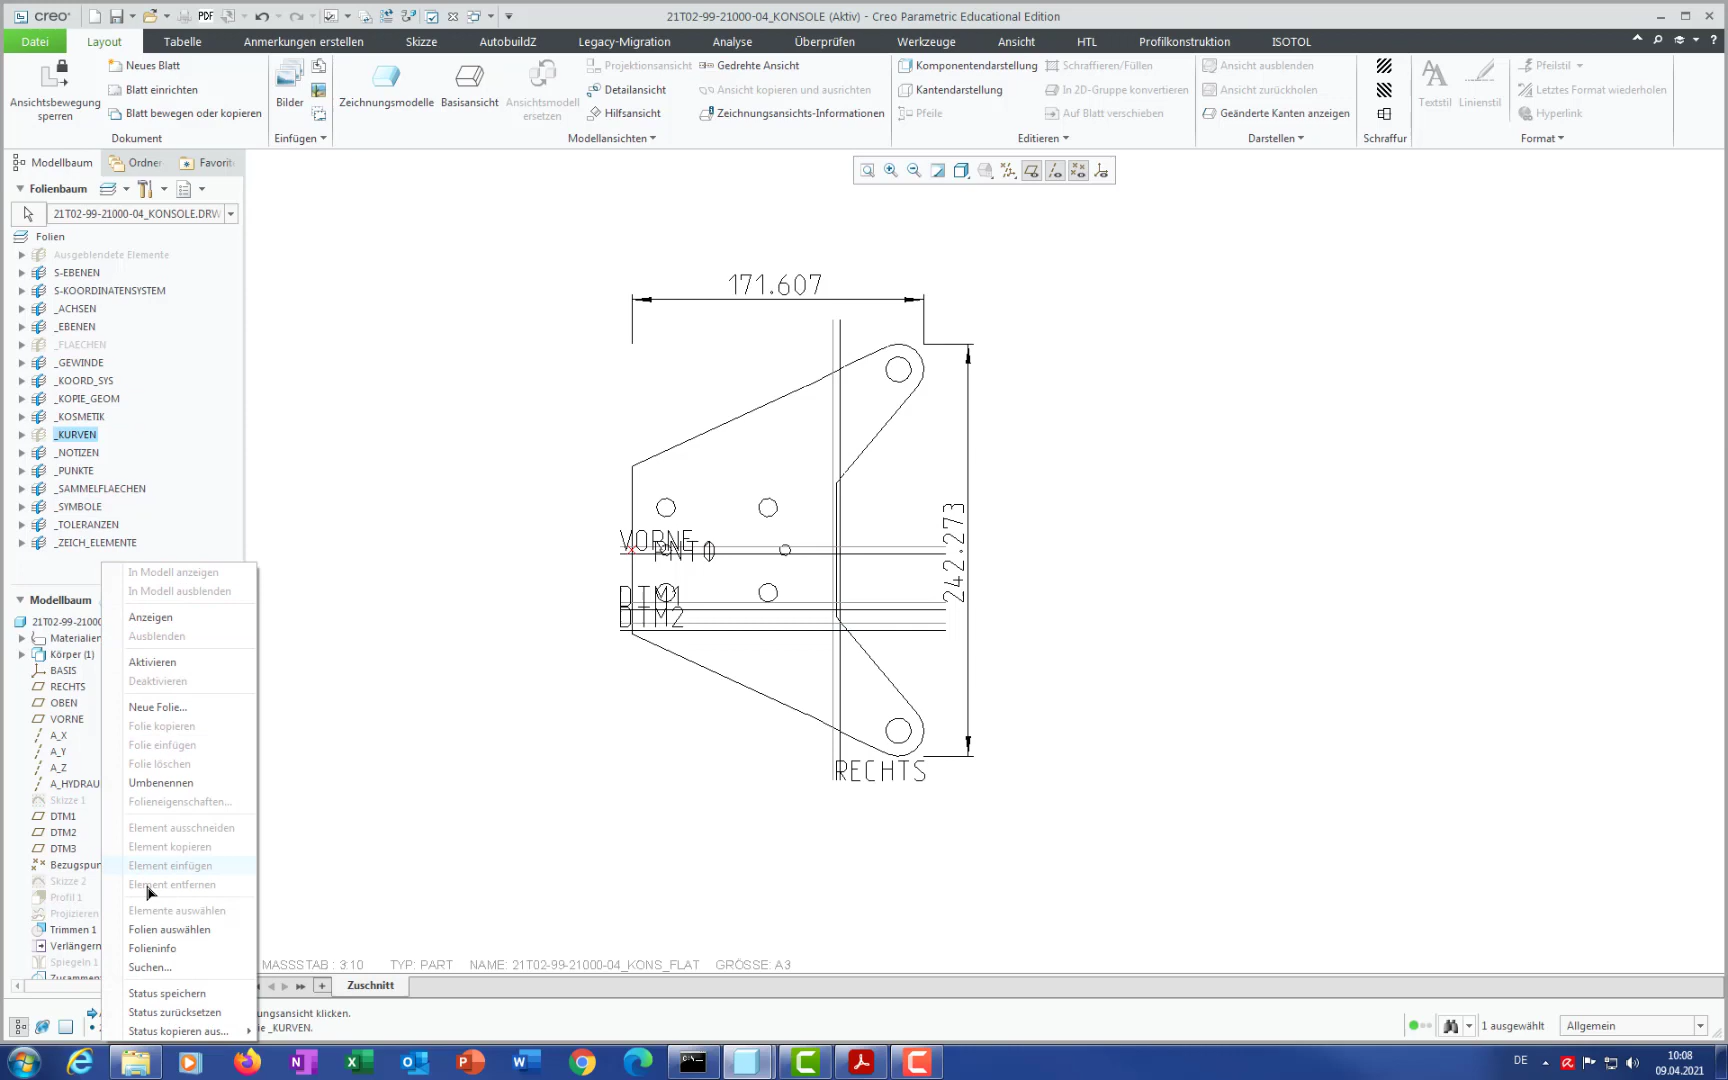 creo
PDF
21T02-99-21000-04_KONSOLE (Aktiv) - Creo Parametric Educational Edition
Datei
Layout
Tabelle
Anmerkungen erstellen
Skizze
AutobuildZ
Legacy-Migration
Analyse
Überprüfen
Werkzeuge
Ansicht
HTL
Profilkonstruktion
ISOTOL
Ansichtsbewegung sperren
Neues Blatt
Blatt einrichten
Blatt bewegen oder kopieren
Dokument
Bilder
Einfügen
Zeichnungsmodelle
Basisansicht
Ansichtsmodell ersetzen
Projektionsansicht
Detailansicht
Hilfsansicht
Gedrehte Ansicht
Ansicht kopieren und ausrichten
Zeichnungsansichts-Informationen
Modellansichten
Komponentendarstellung
Kantendarstellung
Pfeile
Schraffieren/Füllen
In 2D-Gruppe konvertieren
Auf Blatt verschieben
Editieren
Ansicht ausblenden
Ansicht zurückholen
Geänderte Kanten anzeigen
Darstellen
Schraffur
Textstil
Linienstil
Pfeilstil
Letztes Format wiederholen
Hyperlink
Format
Modellbaum
Ordner
Favorit
Folienbaum
21T02-99-21000-04_KONSOLE.DRW
Folien
Ausgeblendete Elemente
S-EBENEN
S-KOORDINATENSYSTEM
_ACHSEN
_EBENEN
_FLAECHEN
_GEWINDE
_KOORD_SYS
_KOPIE_GEOM
_KOSMETIK
_KURVEN
_NOTIZEN
_PUNKTE
_SAMMELFLAECHEN
_SYMBOLE
_TOLERANZEN
_ZEICH_ELEMENTE
Modellbaum
21T02-99-2100
Materialien
Körper (1)
BASIS
RECHTS
OBEN
VORNE
A_X
A_Y
A_Z
A_HYDRAU
Skizze 1
DTM1
DTM2
DTM3
Bezugspun
Skizze 2
Profil 1
Projizieren
Trimmen 1
Verlängern
Spiegeln 1
Zusammen
In Modell anzeigen
In Modell ausblenden
Anzeigen
Ausblenden
Aktivieren
Deaktivieren
Neue Folie...
Folie kopieren
Folie einfügen
Folie löschen
Umbenennen
Folieneigenschaften...
Element ausschneiden
Element kopieren
Element einfügen
Element entfernen
Elemente auswählen
Folien auswählen
Folieninfo
Suchen...
Status speichern
Status zurücksetzen
Status kopieren aus...
171.607
242.273
VORNE
PNT0
DTM1
DTM2
RECHTS
MASSSTAB : 3:10 TYP: PART NAME: 21T02-99-21000-04_KONS_FLAT GRÖSSE: A3
Zuschnitt
ungsansicht klicken.
ie _KURVEN.
1 ausgewählt
Allgemein
DE
10:08
09.04.2021